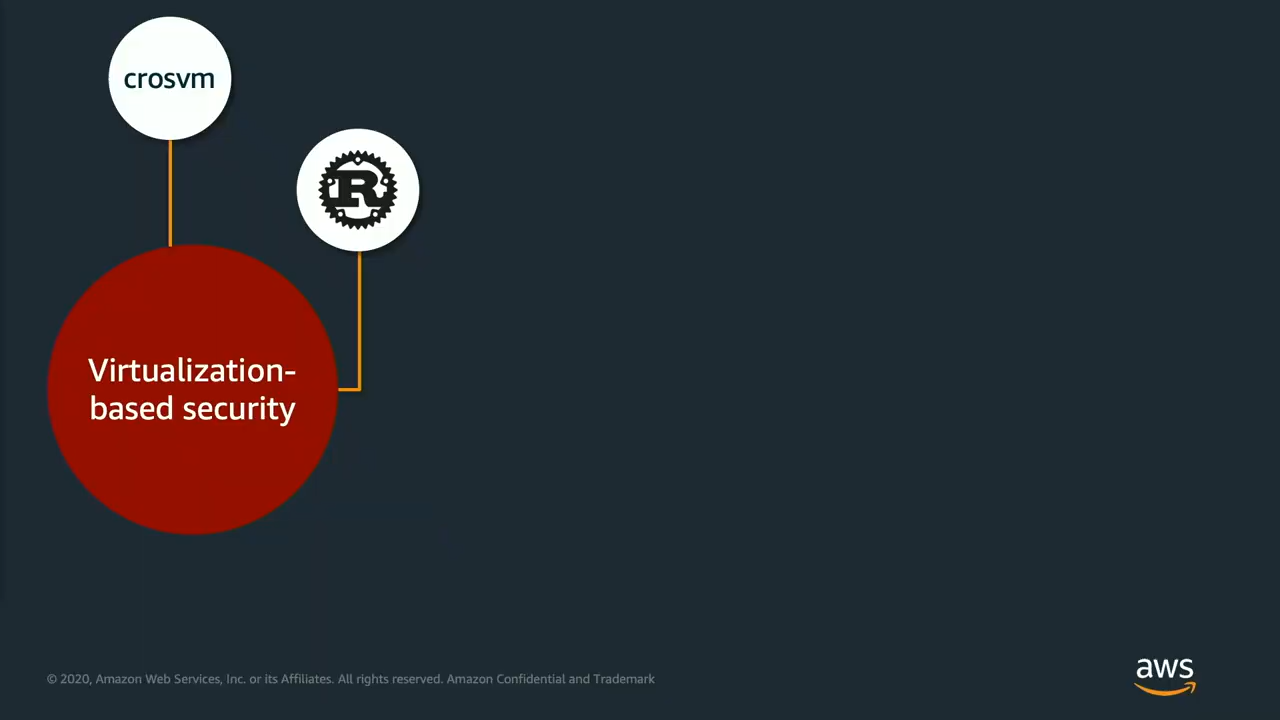 crosvm
R
Virtualization-
based security
© 2020, Amazon Web Services, Inc. or its Affiliates. All rights reserved. Amazon Confidential and Trademark
aws